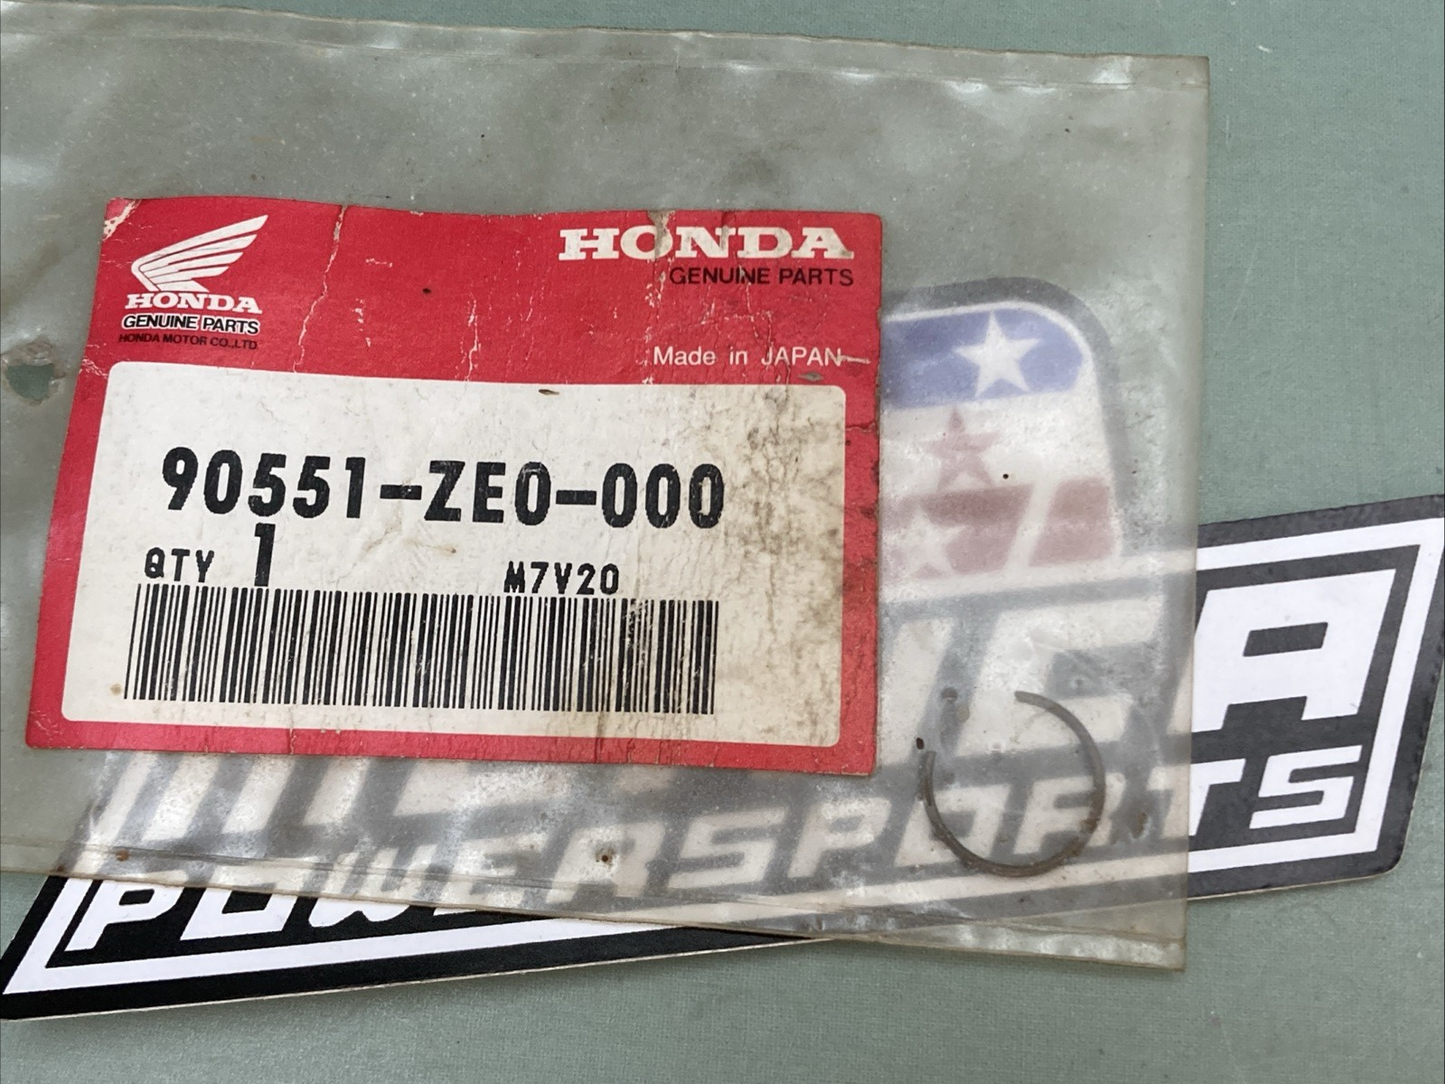 HONDA
GENUINE PARTS
HONDA MOTOR CO.,LTD.
HONDA
GENUINE PARTS
Made in JAPAN
90551-ZE0-000
QTY 1 M7V20
POWERSPORTS